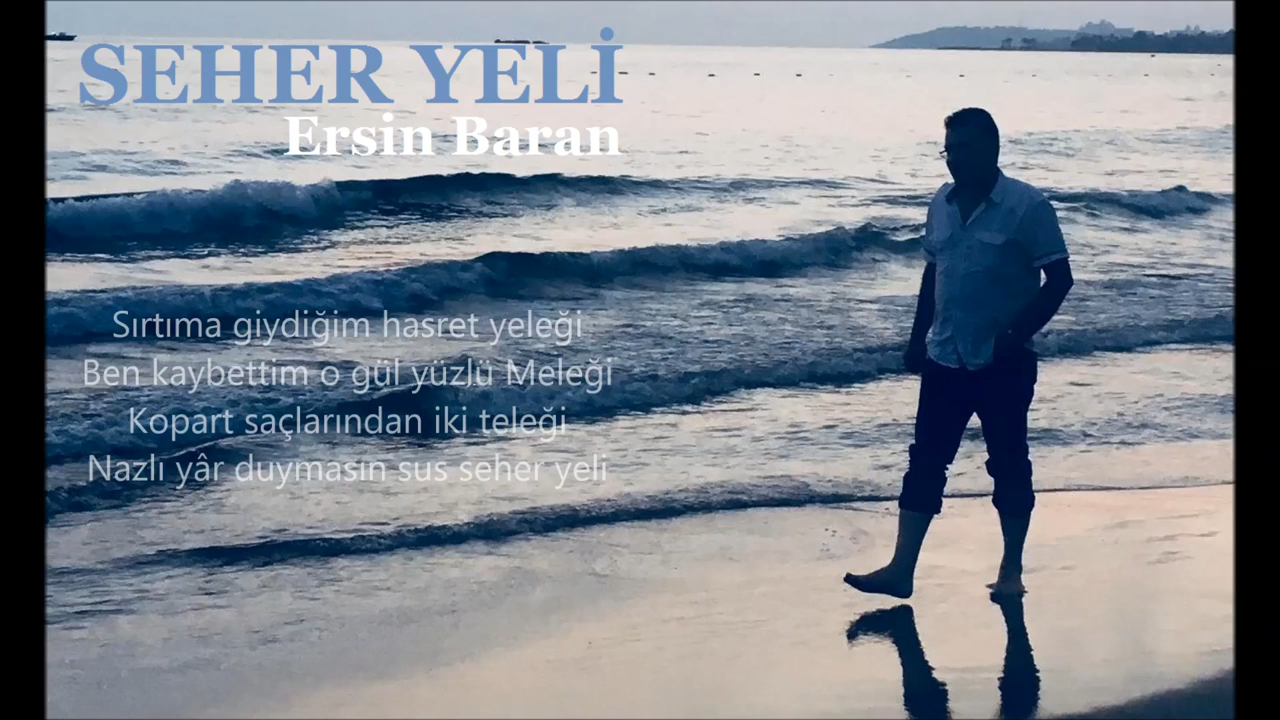 SEHER YELİ
Ersin Baran
Sırtıma giydiğim hasret yeleği
Ben kaybettim o gül yüzlü Meleği
Kopart saçlarından iki teleği
Nazlı yâr duymasın sus seher yeli